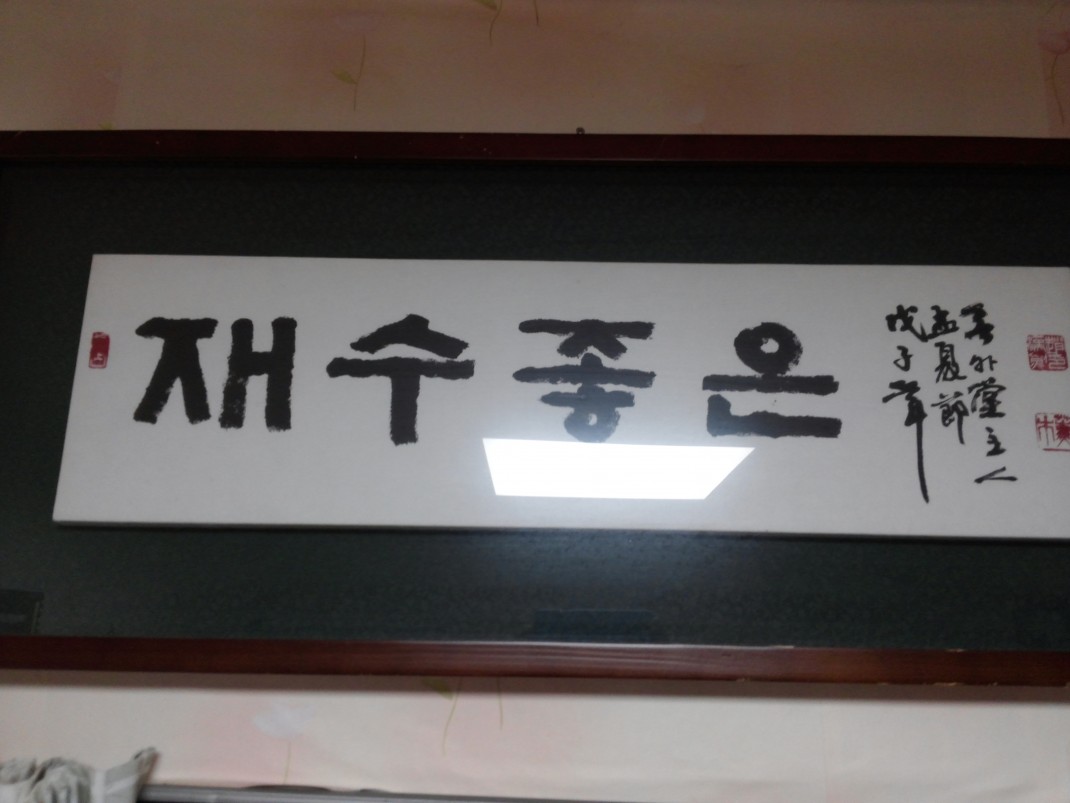 재수좋은
戊子年
孟夏節
外堂主人